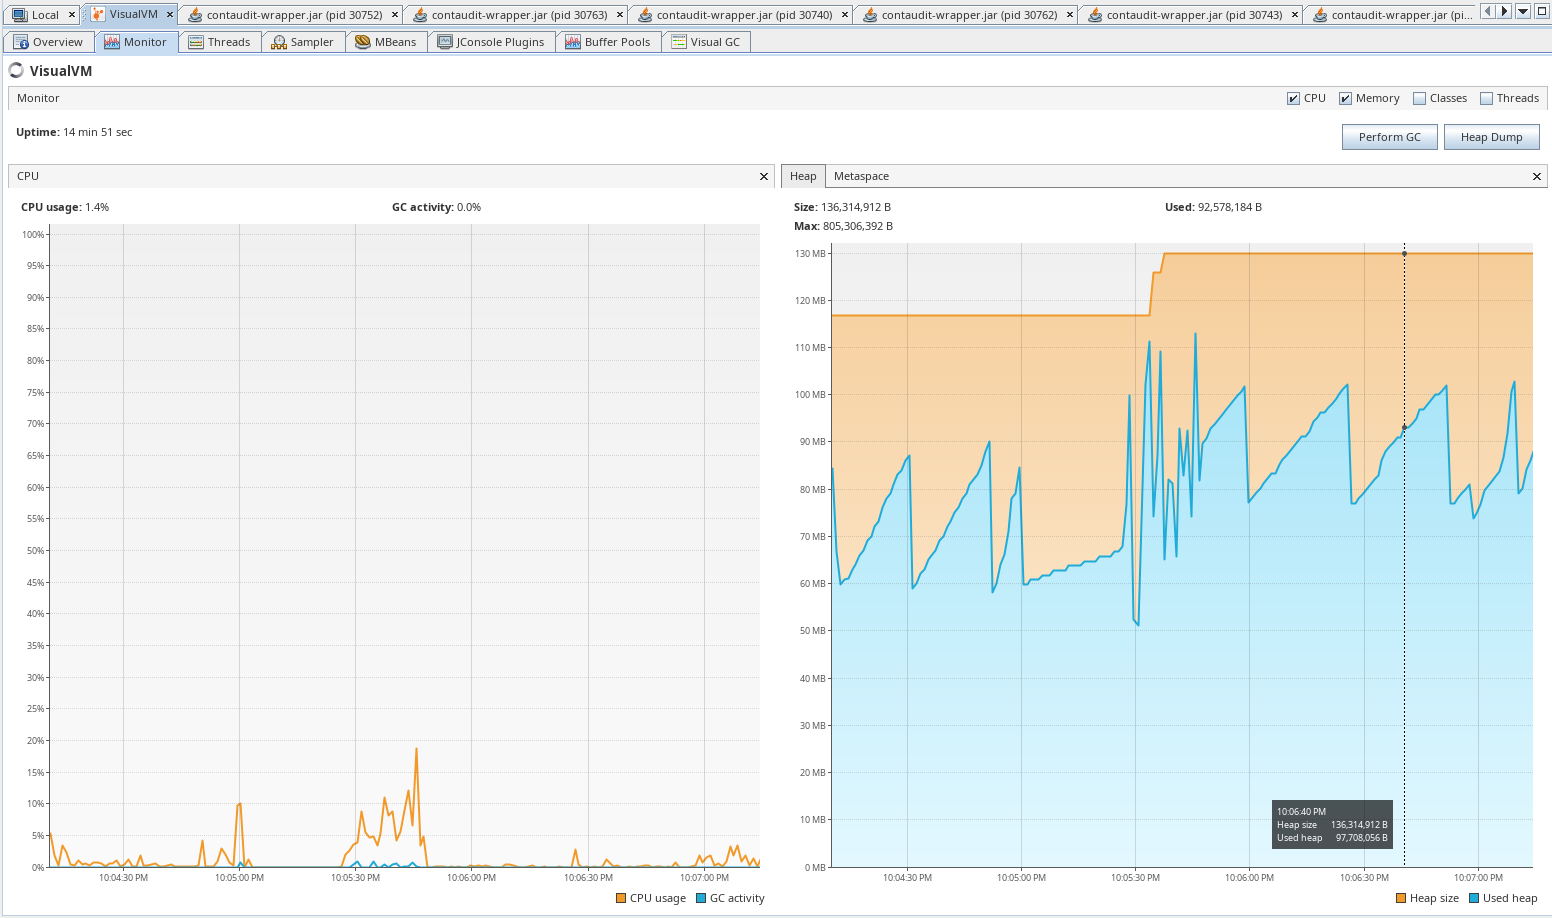 Local VisualVM contaudit-wrapper.jar (pid 30752) contaudit-wrapper.jar (pid 30763) contaudit-wrapper.jar (pid 30740) contaudit-wrapper.jar (pid 30762) contaudit-wrapper.jar (pid 30743) contaudit-wrapper.jar (pi...
Overview Monitor Threads Sampler MBeans JConsole Plugins Buffer Pools Visual GC
VisualVM
Monitor CPU Memory Classes Threads
Uptime: 14 min 51 sec
Perform GC Heap Dump
CPU
CPU usage: 1.4% GC activity: 0.0%
100%
95%
90%
85%
80%
75%
70%
65%
60%
55%
50%
45%
40%
35%
30%
25%
20%
15%
10%
5%
0%
10:04:30 PM 10:05:00 PM 10:05:30 PM 10:06:00 PM 10:06:30 PM 10:07:00 PM
CPU usage GC activity
Heap Metaspace
Size: 136,314,912 B Used: 92,578,184 B
Max: 805,306,392 B
130 MB
120 MB
110 MB
100 MB
90 MB
80 MB
70 MB
60 MB
50 MB
40 MB
30 MB
20 MB
10 MB
0 MB
10:06:40 PM
Heap size 136,314,912 B
Used heap 97,708,056 B
10:04:30 PM 10:05:00 PM 10:05:30 PM 10:06:00 PM 10:06:30 PM 10:07:00 PM
Heap size Used heap